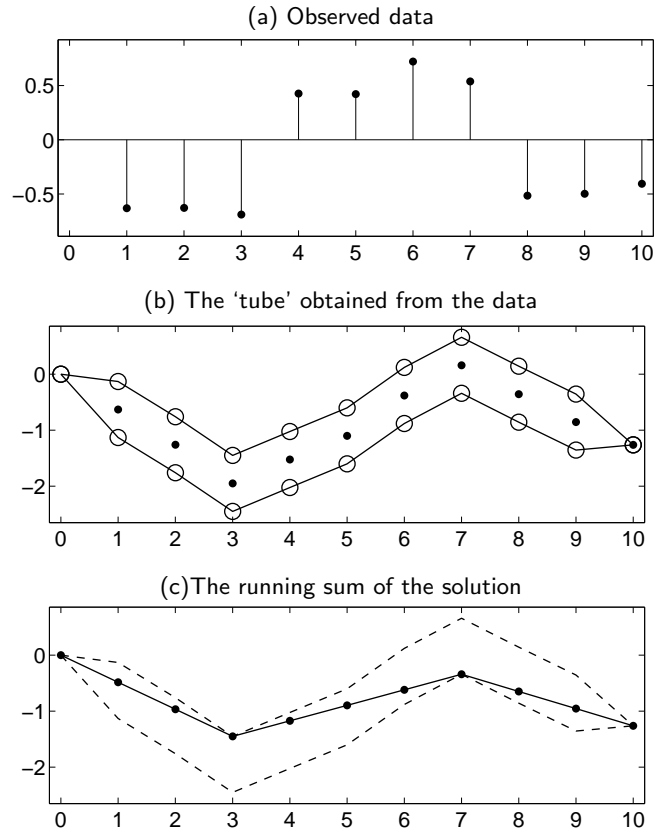 (a) Observed data
0.5
0
−0.5
0 1 2 3 4 5 6 7 8 9 10
(b) The ‘tube’ obtained from the data
0
−1
−2
0 1 2 3 4 5 6 7 8 9 10
(c)The running sum of the solution
0
−1
−2
0 1 2 3 4 5 6 7 8 9 10